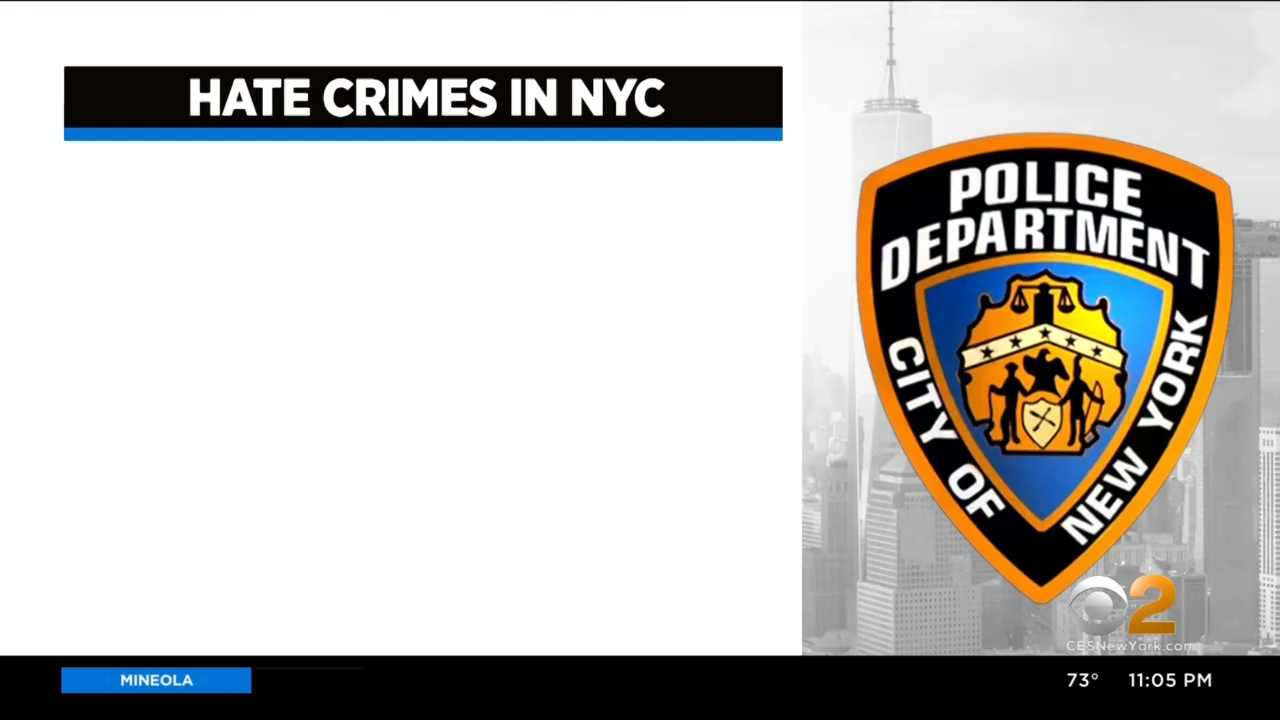 HATE CRIMES IN NYC
POLICE
DEPARTMENT
CITY OF
NEW YORK
2
CBSNewYork.com
MINEOLA
73° 11:05 PM